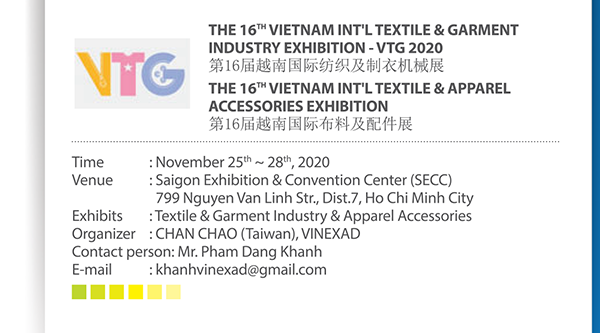 VTG
THE 16TH VIETNAM INT'L TEXTILE & GARMENT
INDUSTRY EXHIBITION - VTG 2020
第16届越南国际纺织及制衣机械展
THE 16TH VIETNAM INT'L TEXTILE & APPAREL
ACCESSORIES EXHIBITION
第16届越南国际布料及配件展
Time : November 25th ~ 28th, 2020
Venue : Saigon Exhibition & Convention Center (SECC)
799 Nguyen Van Linh Str., Dist.7, Ho Chi Minh City
Exhibits : Textile & Garment Industry & Apparel Accessories
Organizer : CHAN CHAO (Taiwan), VINEXAD
Contact person: Mr. Pham Dang Khanh
E-mail : khanhvinexad@gmail.com